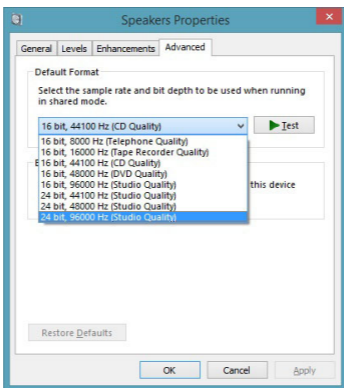 Speakers Properties
General Levels Enhancements Advanced
Default Format
Select the sample rate and bit depth to be used when running
in shared mode.
16 bit, 44100 Hz (CD Quality)
Test
16 bit, 8000 Hz (Telephone Quality)
16 bit, 16000 Hz (Tape Recorder Quality)
16 bit, 44100 Hz (CD Quality)
16 bit, 48000 Hz (DVD Quality)
16 bit, 96000 Hz (Studio Quality)
this device
24 bit, 44100 Hz (Studio Quality)
24 bit, 48000 Hz (Studio Quality)
24 bit, 96000 Hz (Studio Quality)
Restore Defaults
OK Cancel Apply